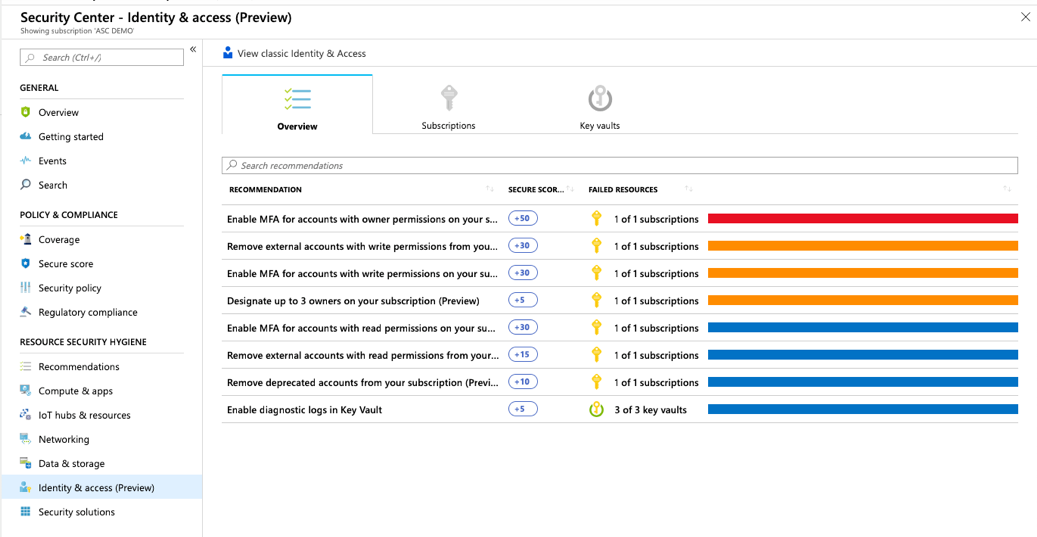 Security Center - Identity & access (Preview)
Showing subscription 'ASC DEMO'
Search (Ctrl+/)
«
GENERAL
Overview
Getting started
Events
Search
POLICY & COMPLIANCE
Coverage
Secure score
Security policy
Regulatory compliance
RESOURCE SECURITY HYGIENE
Recommendations
Compute & apps
IoT hubs & resources
Networking
Data & storage
Identity & access (Preview)
Security solutions
View classic Identity & Access
Overview
Subscriptions
Key vaults
Search recommendations
RECOMMENDATION SECURE SCOR... FAILED RESOURCES
Enable MFA for accounts with owner permissions on your s... +50 1 of 1 subscriptions
Remove external accounts with write permissions from you... +30 1 of 1 subscriptions
Enable MFA for accounts with write permissions on your su... +30 1 of 1 subscriptions
Designate up to 3 owners on your subscription (Preview) +5 1 of 1 subscriptions
Enable MFA for accounts with read permissions on your su... +30 1 of 1 subscriptions
Remove external accounts with read permissions from your... +15 1 of 1 subscriptions
Remove deprecated accounts from your subscription (Previ... +10 1 of 1 subscriptions
Enable diagnostic logs in Key Vault +5 3 of 3 key vaults